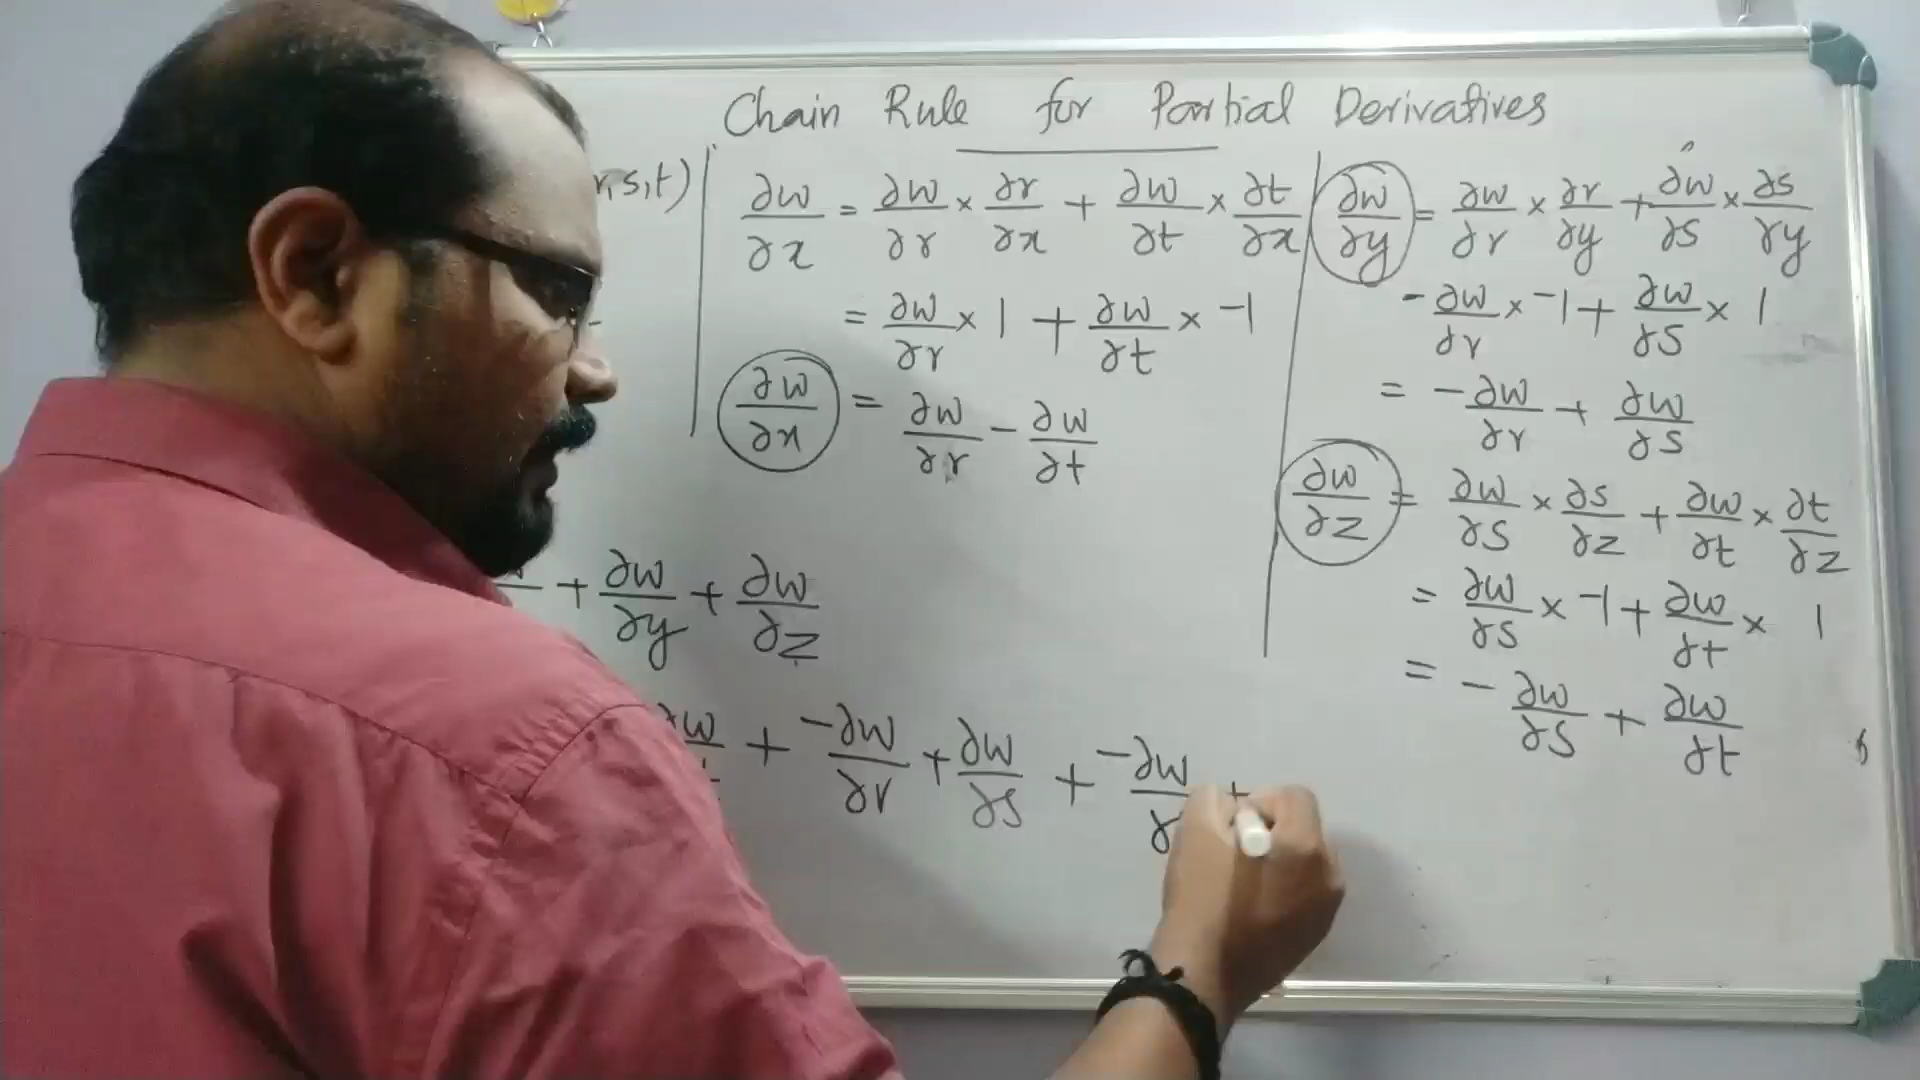 Chain Rule for Partial Derivatives
r,s,t)
∂w/∂x = ∂w/∂r × ∂r/∂x + ∂w/∂t × ∂t/∂x
= ∂w/∂r × 1 + ∂w/∂t × -1
∂w/∂x = ∂w/∂r - ∂w/∂t
∂w/∂y = ∂w/∂r × ∂r/∂y + ∂w/∂s × ∂s/∂y
- ∂w/∂r × -1 + ∂w/∂s × 1
= -∂w/∂r + ∂w/∂s
∂w/∂z = ∂w/∂s × ∂s/∂z + ∂w/∂t × ∂t/∂z
= ∂w/∂s × -1 + ∂w/∂t × 1
= -∂w/∂s + ∂w/∂t
+ ∂w/∂y + ∂w/∂z
+ -∂w/∂r + ∂w/∂s + -∂w/∂ +